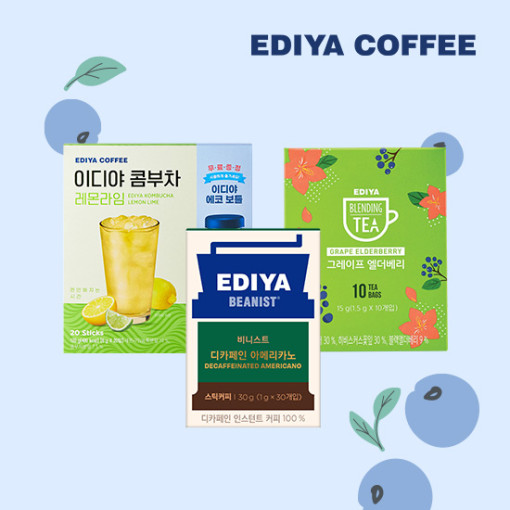 EDIYA COFFEE
EDIYA COFFEE
이디야 콤부차
레몬라임
EDIYA KOMBUCHA
LEMON LIME
20 Sticks
이디야
에코 보틀
EDIYA
BLENDING
TEA
GRAPE ELDERBERRY
그레이프 엘더베리
10 TEA BAGS
15g(1.5g X 10개입)
EDIYA
BEANIST
비니스트
디카페인 아메리카노
DECAFFEINATED AMERICANO
스틱커피 30g (1g × 30개입)
디카페인 인스턴트 커피 100%